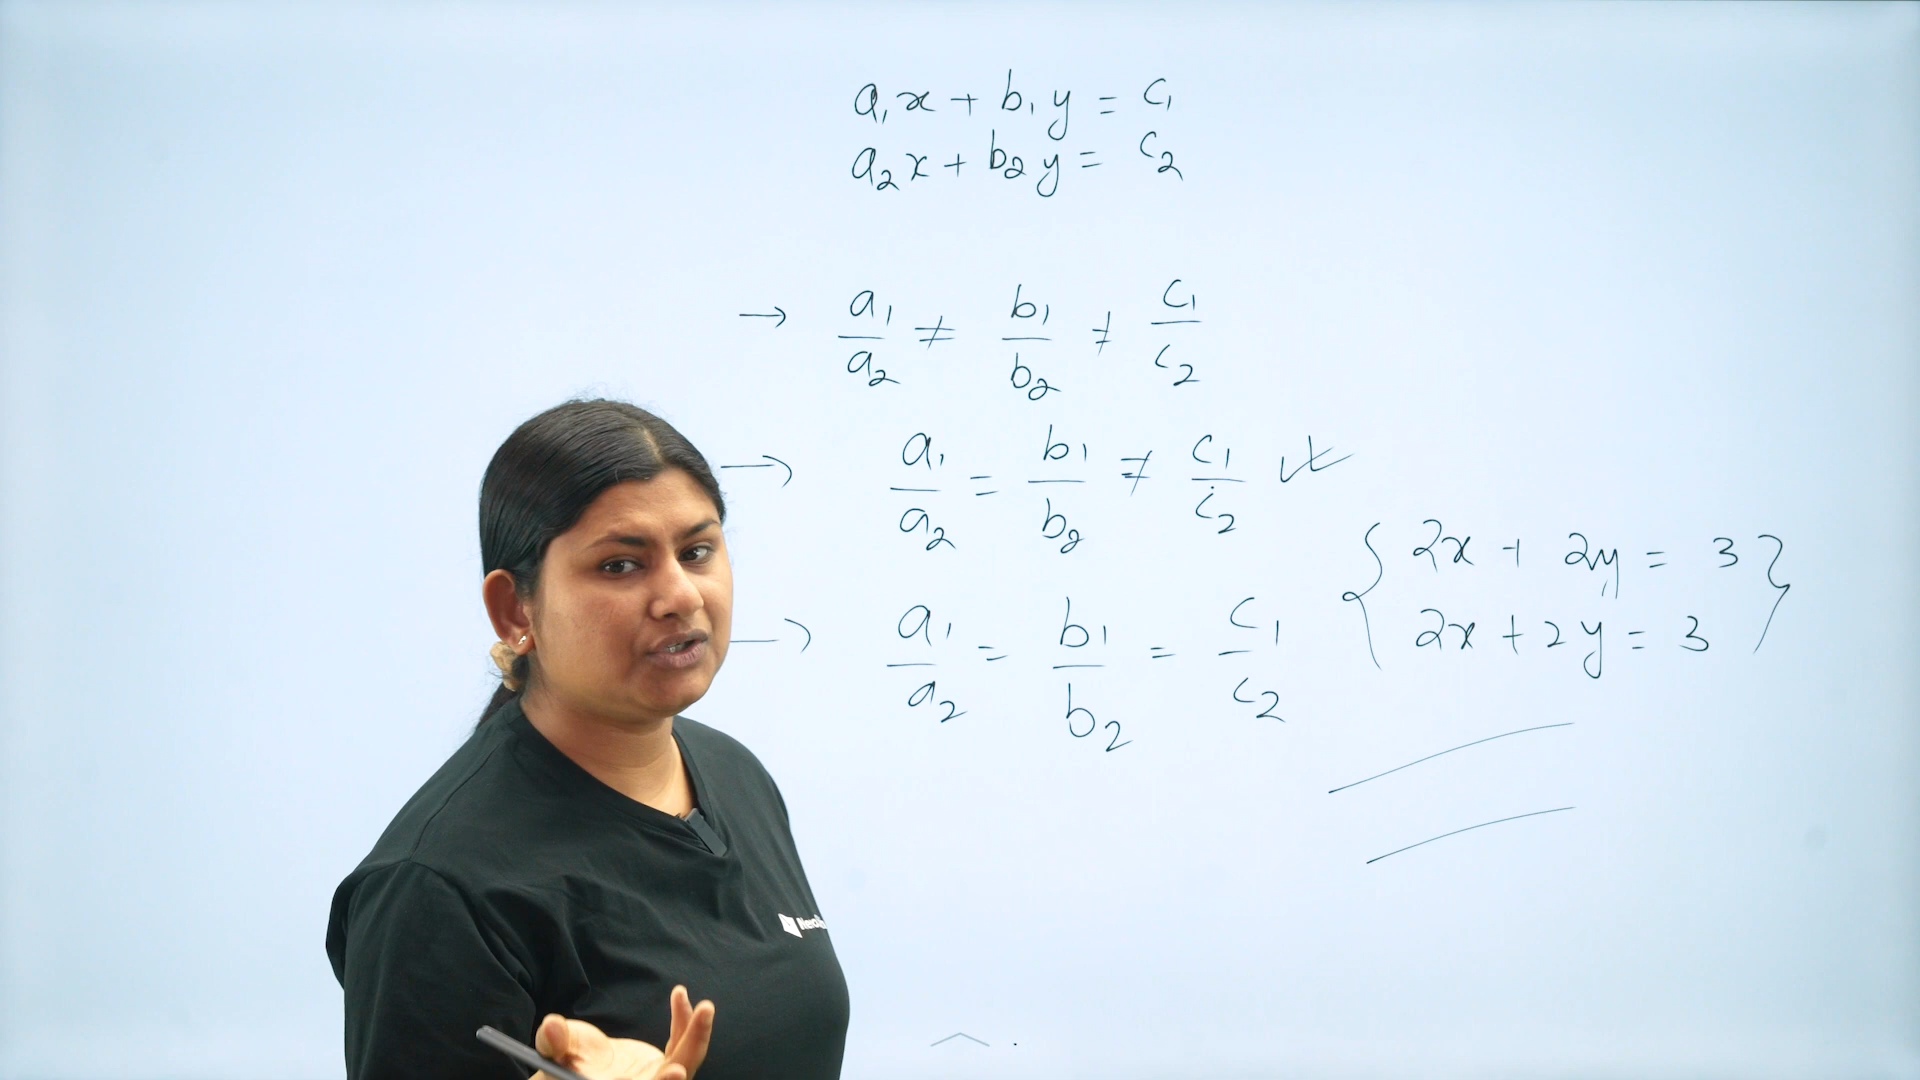 a₁x + b₁y = c₁
a₂x + b₂y = c₂
→ a₁/a₂ ≠ b₁/b₂ ≠ c₁/c₂
→ a₁/a₂ = b₁/b₂ ≠ c₁/c₂ ✓
{ 2x + 2y = 3 }
2x + 2y = 3
→ a₁/a₂ = b₁/b₂ = c₁/c₂